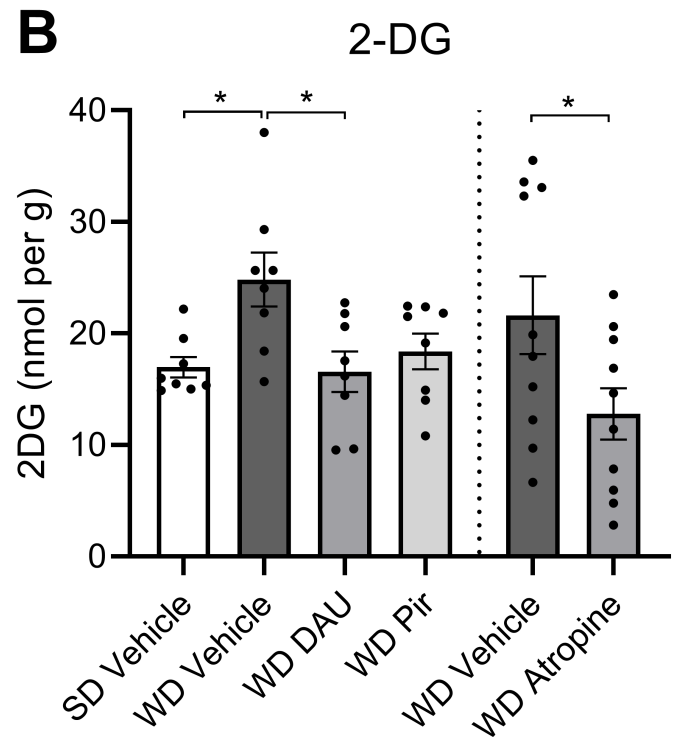 B
2-DG
2DG (nmol per g)
40
30
20
10
0
* * *
SD Vehicle
WD Vehicle
WD DAU
WD Pir
WD Vehicle
WD Atropine